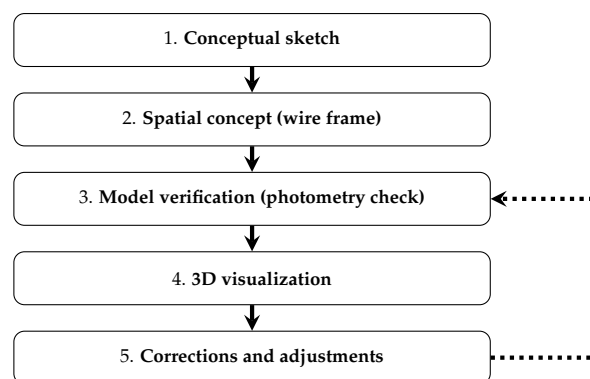 1. Conceptual sketch
2. Spatial concept (wire frame)
3. Model verification (photometry check)
4. 3D visualization
5. Corrections and adjustments